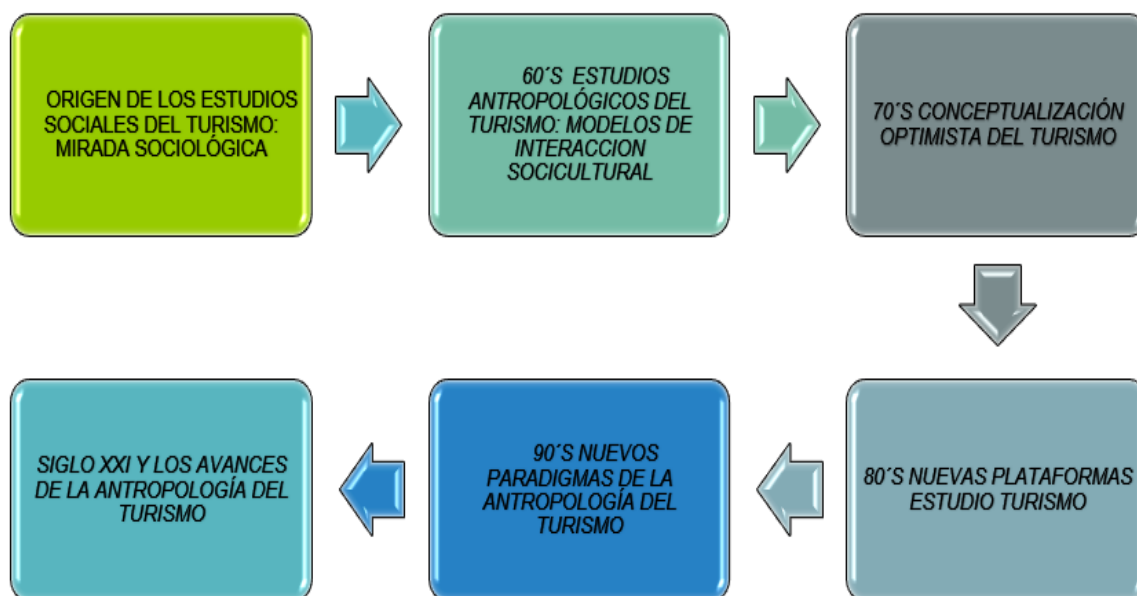 ORIGEN DE LOS ESTUDIOS
SOCIALES DEL TURISMO:
MIRADA SOCIOLÓGICA
60´S ESTUDIOS
ANTROPOLÓGICOS DEL
TURISMO: MODELOS DE
INTERACCION
SOCICULTURAL
70´S CONCEPTUALIZACIÓN
OPTIMISTA DEL TURISMO
80´S NUEVAS PLATAFORMAS
ESTUDIO TURISMO
90´S NUEVOS
PARADIGMAS DE LA
ANTROPOLOGÍA DEL
TURISMO
SIGLO XXI Y LOS AVANCES
DE LA ANTROPOLOGÍA DEL
TURISMO